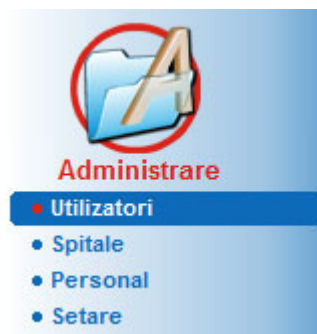 Administrare
Utilizatori
Spitale
Personal
Setare